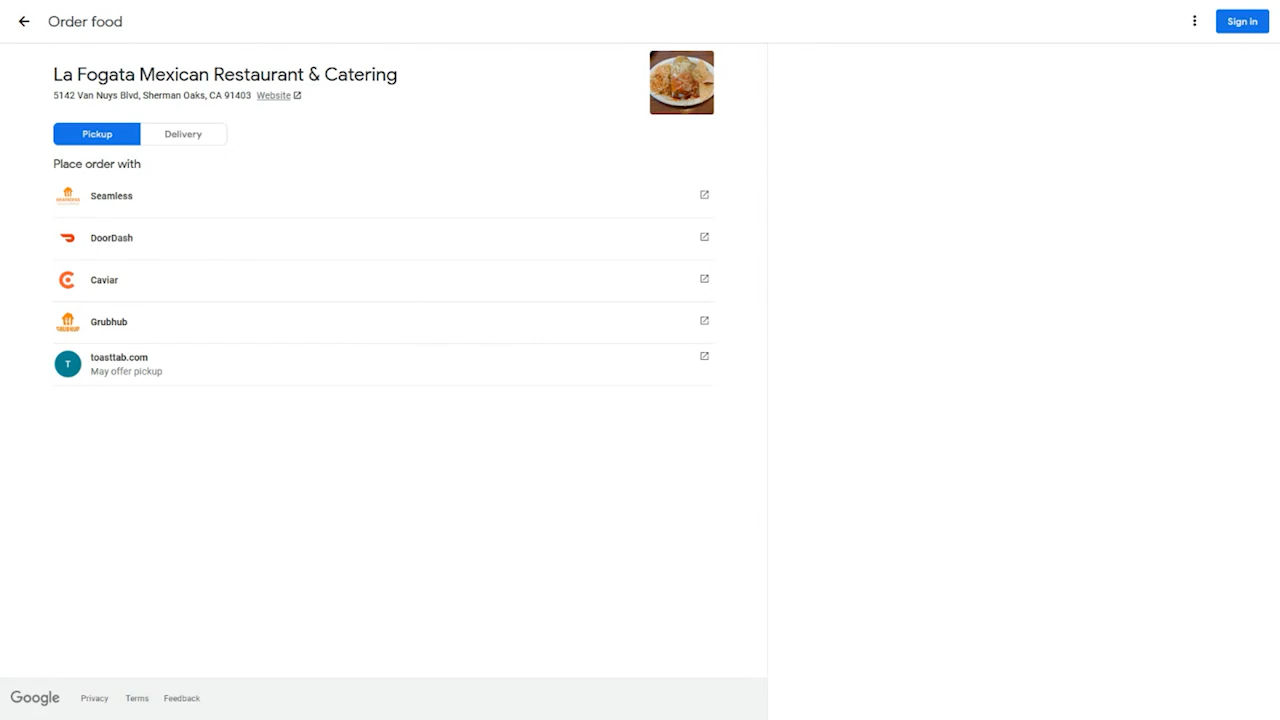 Order food
Sign in
La Fogata Mexican Restaurant & Catering
5142 Van Nuys Blvd, Sherman Oaks, CA 91403 Website
Pickup Delivery
Place order with
Seamless
DoorDash
Caviar
GRUBHUB Grubhub
T toasttab.com
May offer pickup
Google Privacy Terms Feedback